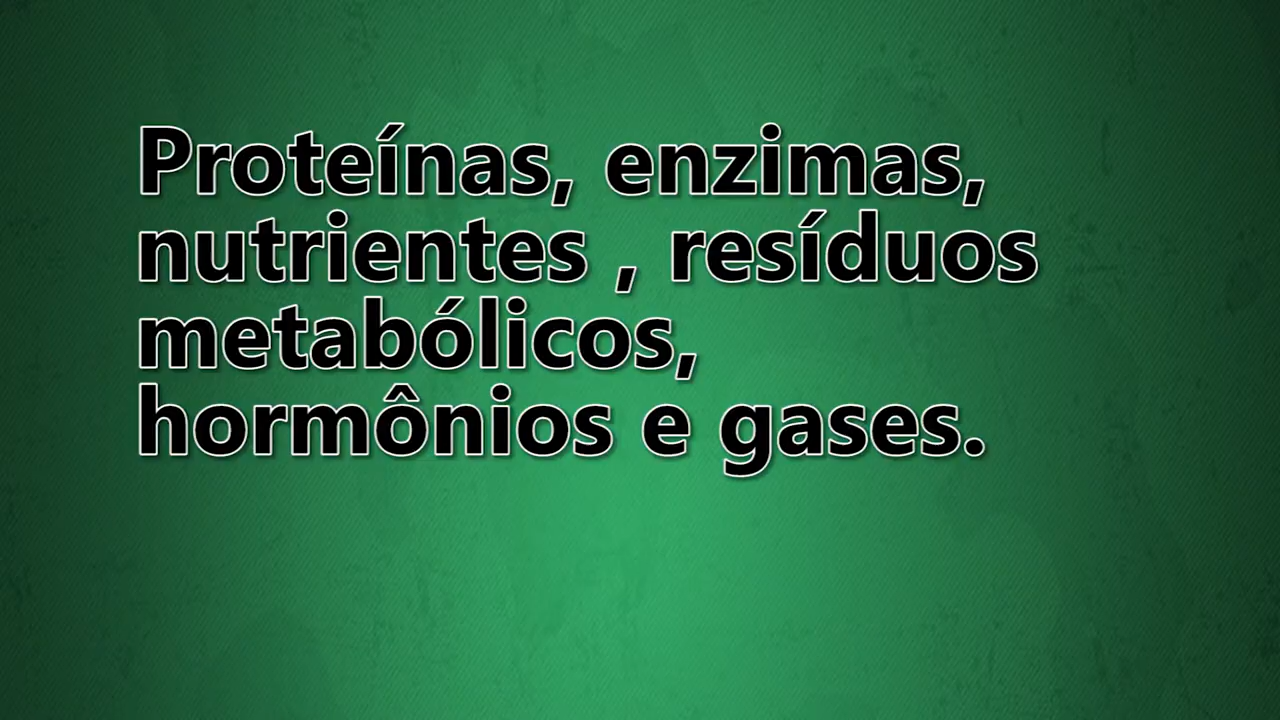 Proteínas, enzimas,
nutrientes , resíduos
metabólicos,
hormônios e gases.